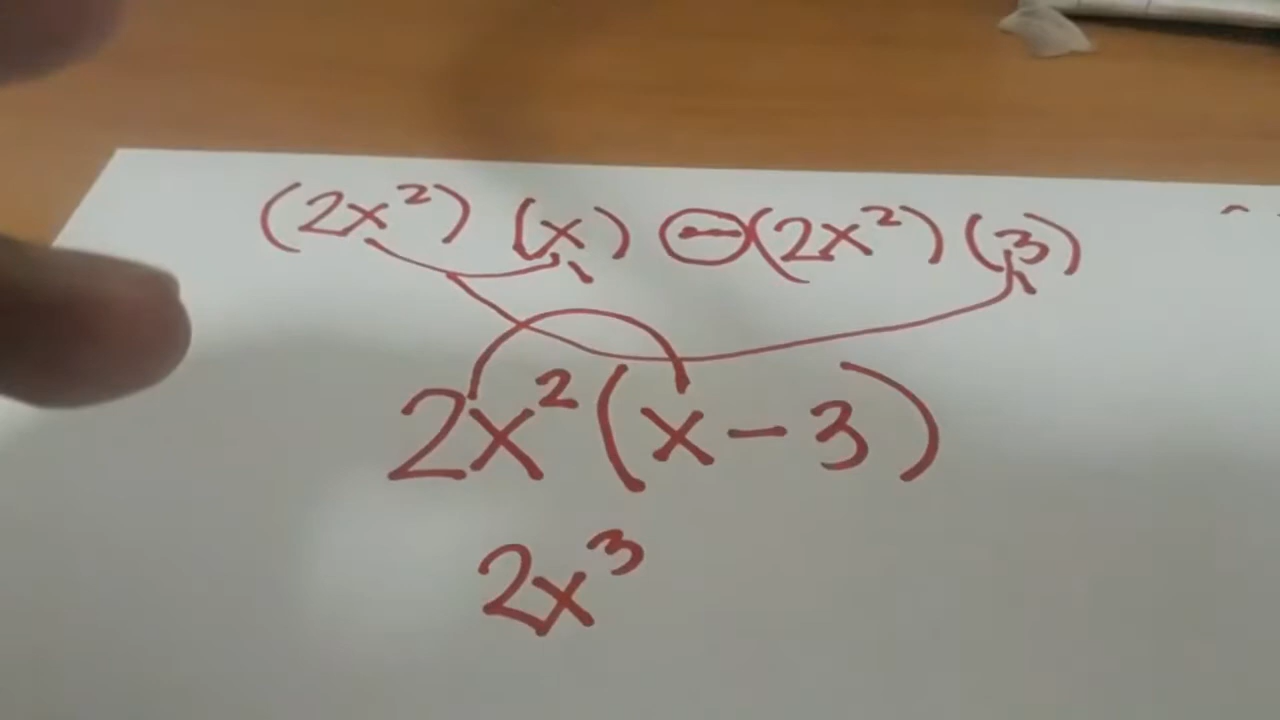 (2x²) (x) ⊖ (2x²) (3)
2x² (x - 3)
2x³